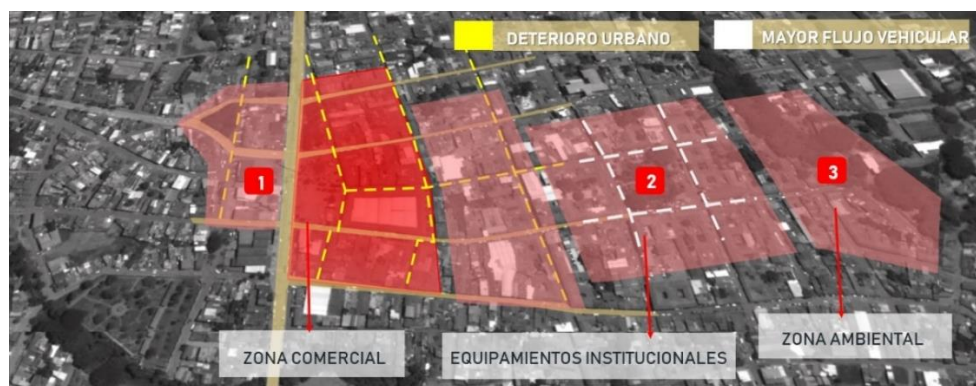 DETERIORO URBANO
MAYOR FLUJO VEHICULAR
1
2
3
ZONA COMERCIAL
EQUIPAMIENTOS INSTITUCIONALES
ZONA AMBIENTAL